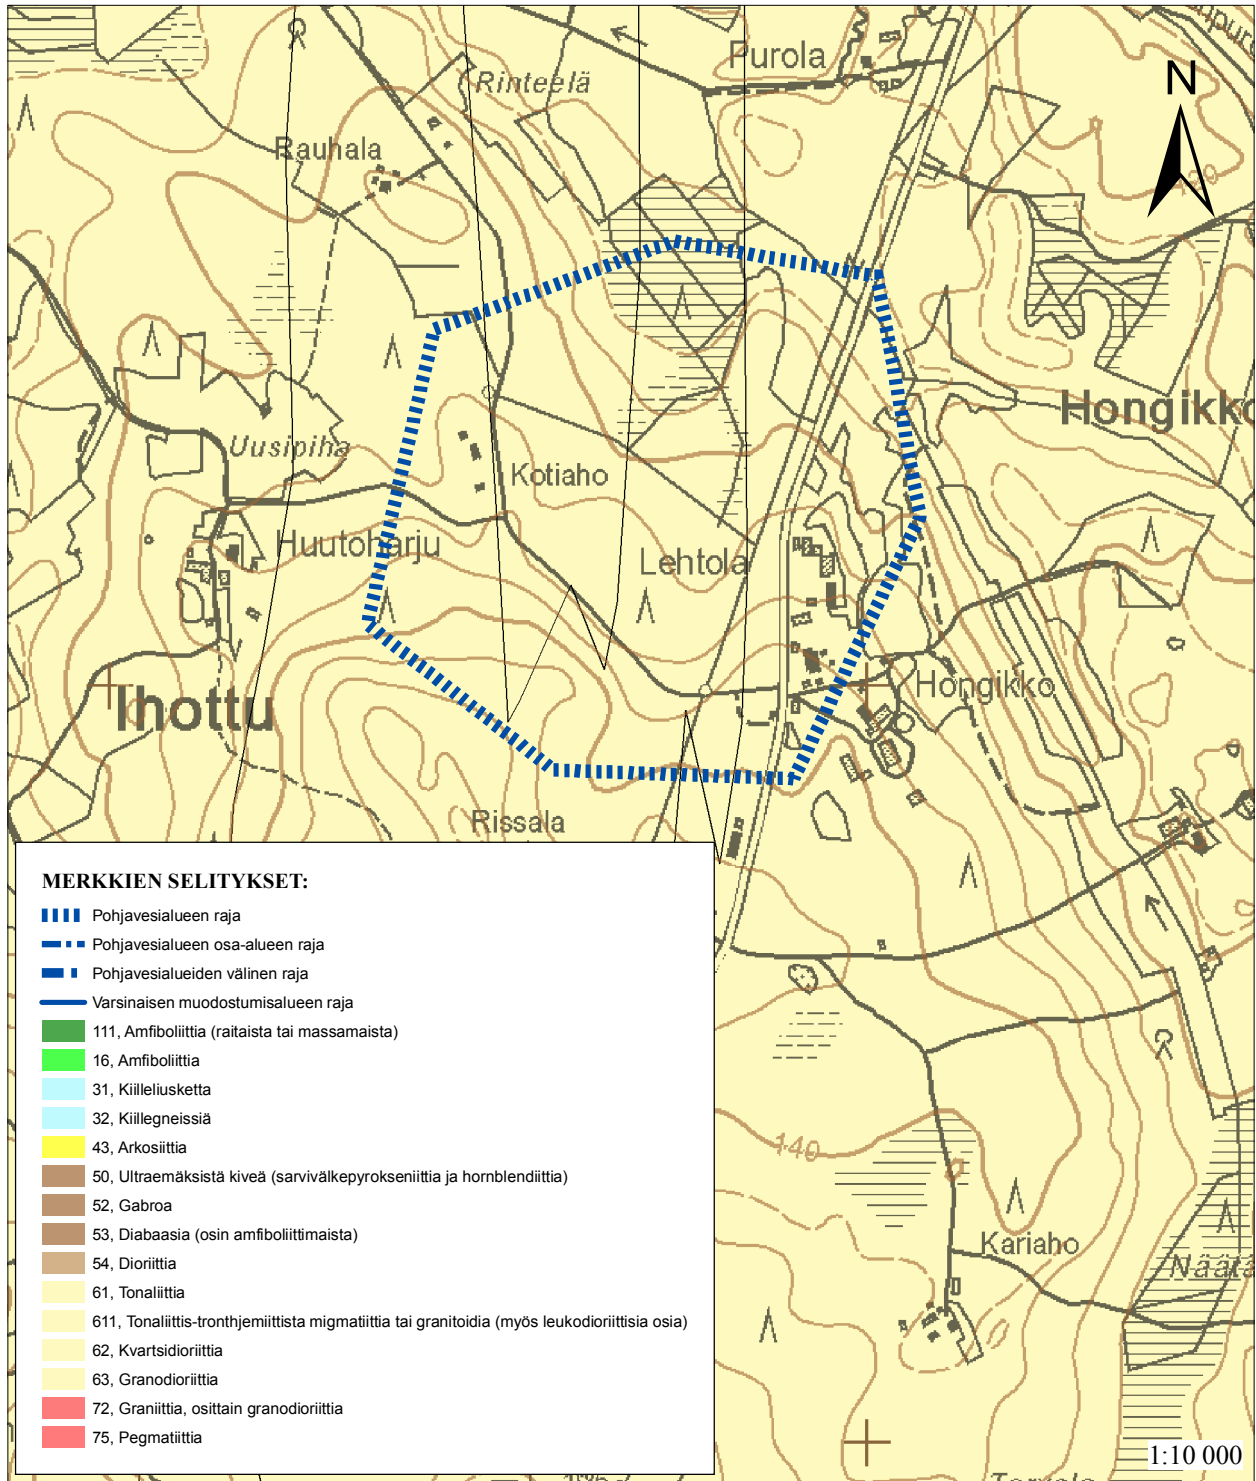 Purola
N
Rinteelä
Rauhala
Hongikko
Uusipiha
Kotiaho
Huutoharju
Lehtola
Ihottu
Hongikko
Rissala
MERKKIEN SELITYKSET:
Pohjavesialueen raja
Pohjavesialueen osa-alueen raja
Pohjavesialueiden välinen raja
Varsinaisen muodostumisalueen raja
111, Amfiboliittia (raitaista tai massamaista)
16, Amfiboliittia
31, Kiilleliusketta
32, Kiillegneissiä
43, Arkosiittia
50, Ultraemäksistä kiveä (sarvivälkepyrokseniittia ja hornblendiittia)
52, Gabroa
53, Diabaasia (osin amfiboliittimaista)
54, Dioriittia
61, Tonaliittia
611, Tonaliittis-tronthjemiittista migmatiittia tai granitoidia (myös leukodioriittisia osia)
62, Kvartsidioriittia
63, Granodioriittia
72, Graniittia, osittain granodioriittia
75, Pegmatiittia
140
Kariaho
Näätä
1:10 000